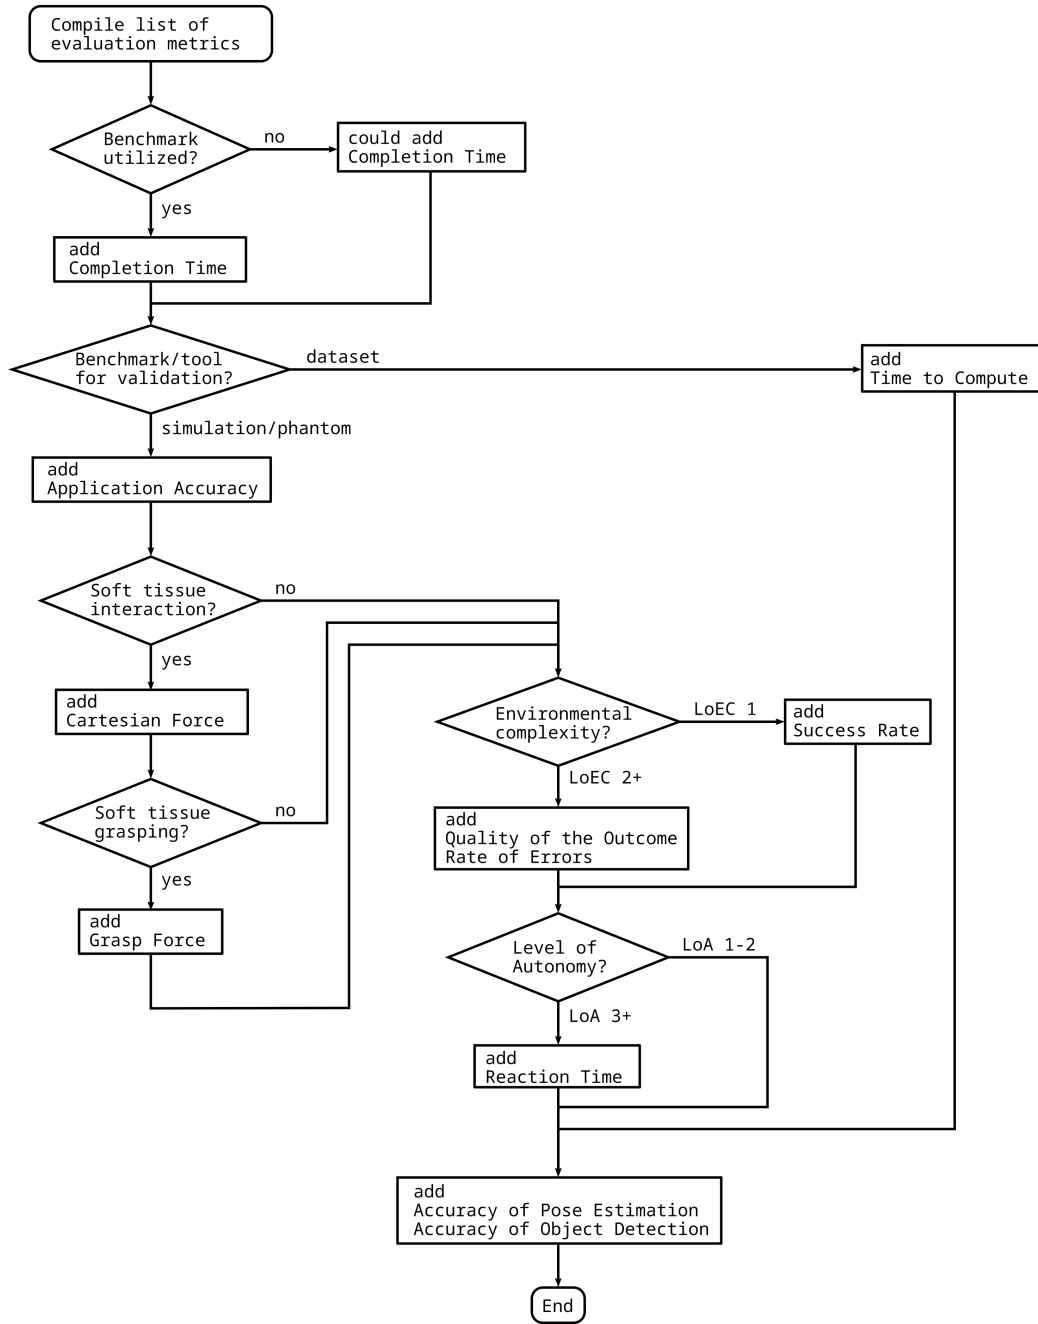 Compile list of
evaluation metrics
Benchmark
utilized?
no
could add
Completion Time
yes
add
Completion Time
Benchmark/tool
for validation?
dataset
add
Time to Compute
simulation/phantom
add
Application Accuracy
Soft tissue
interaction?
no
yes
add
Cartesian Force
Soft tissue
grasping?
no
yes
add
Grasp Force
Environmental
complexity?
LoEC 1
add
Success Rate
LoEC 2+
add
Quality of the Outcome
Rate of Errors
Level of
Autonomy?
LoA 1-2
LoA 3+
add
Reaction Time
add
Accuracy of Pose Estimation
Accuracy of Object Detection
End